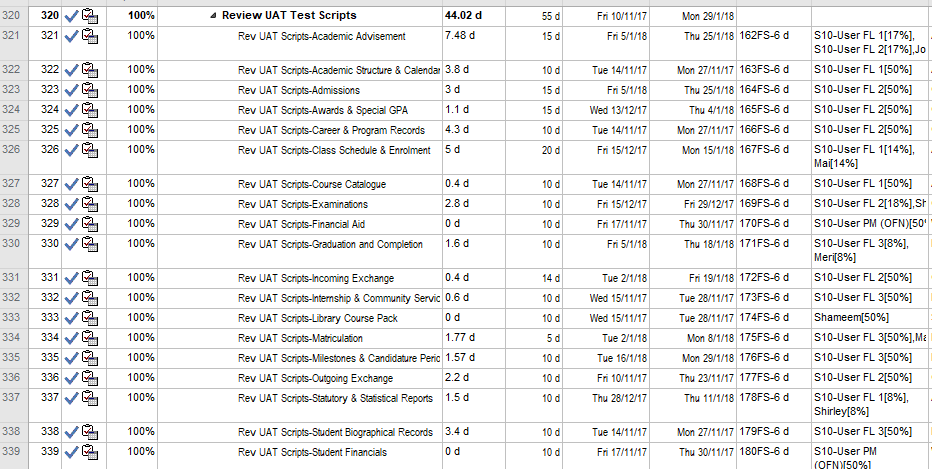 320 320 100% Review UAT Test Scripts 44.02 d 55 d Fri 10/11/17 Mon 29/1/18
321 321 100% Rev UAT Scripts-Academic Advisement 7.48 d 15 d Fri 5/1/18 Thu 25/1/18 162FS-6 d S10-User FL 1[17%],
S10-User FL 2[17%],Jo
322 322 100% Rev UAT Scripts-Academic Structure & Calendar 3.8 d 10 d Tue 14/11/17 Mon 27/11/17 163FS-6 d S10-User FL 1[50%]
323 323 100% Rev UAT Scripts-Admissions 3 d 15 d Fri 5/1/18 Thu 25/1/18 164FS-6 d S10-User FL 2[50%]
324 324 100% Rev UAT Scripts-Awards & Special GPA 1.1 d 15 d Wed 13/12/17 Thu 4/1/18 165FS-6 d S10-User FL 2[50%]
325 325 100% Rev UAT Scripts-Career & Program Records 4.3 d 10 d Tue 14/11/17 Mon 27/11/17 166FS-6 d S10-User FL 2[50%]
326 326 100% Rev UAT Scripts-Class Schedule & Enrolment 5 d 20 d Fri 15/12/17 Mon 15/1/18 167FS-6 d S10-User FL 1[14%],
Mai[14%]
327 327 100% Rev UAT Scripts-Course Catalogue 0.4 d 10 d Tue 14/11/17 Mon 27/11/17 168FS-6 d S10-User FL 1[50%]
328 328 100% Rev UAT Scripts-Examinations 2.8 d 10 d Fri 15/12/17 Fri 29/12/17 169FS-6 d S10-User FL 2[18%],Sh
329 329 100% Rev UAT Scripts-Financial Aid 0 d 10 d Fri 17/11/17 Thu 30/11/17 170FS-6 d S10-User PM (OFN)[50%
330 330 100% Rev UAT Scripts-Graduation and Completion 1.6 d 10 d Fri 5/1/18 Thu 18/1/18 171FS-6 d S10-User FL 3[8%],
Meri[8%]
331 331 100% Rev UAT Scripts-Incoming Exchange 0.4 d 14 d Tue 2/1/18 Fri 19/1/18 172FS-6 d S10-User FL 2[50%]
332 332 100% Rev UAT Scripts-Internship & Community Servic 0.6 d 10 d Wed 15/11/17 Tue 28/11/17 173FS-6 d S10-User FL 3[50%]
333 333 100% Rev UAT Scripts-Library Course Pack 0 d 10 d Wed 15/11/17 Tue 28/11/17 174FS-6 d Shameem[50%]
334 334 100% Rev UAT Scripts-Matriculation 1.77 d 5 d Tue 2/1/18 Mon 8/1/18 175FS-6 d S10-User FL 3[50%],Ma
335 335 100% Rev UAT Scripts-Milestones & Candidature Peric 1.57 d 10 d Tue 16/1/18 Mon 29/1/18 176FS-6 d S10-User FL 3[50%]
336 336 100% Rev UAT Scripts-Outgoing Exchange 2.2 d 10 d Fri 10/11/17 Thu 23/11/17 177FS-6 d S10-User FL 2[50%]
337 337 100% Rev UAT Scripts-Statutory & Statistical Reports 1.5 d 10 d Thu 28/12/17 Thu 11/1/18 178FS-6 d S10-User FL 1[8%],
Shirley[8%]
338 338 100% Rev UAT Scripts-Student Biographical Records 3.4 d 10 d Tue 14/11/17 Mon 27/11/17 179FS-6 d S10-User FL 3[50%]
339 339 100% Rev UAT Scripts-Student Financials 0 d 10 d Fri 17/11/17 Thu 30/11/17 180FS-6 d S10-User PM
(OFN)[50%]